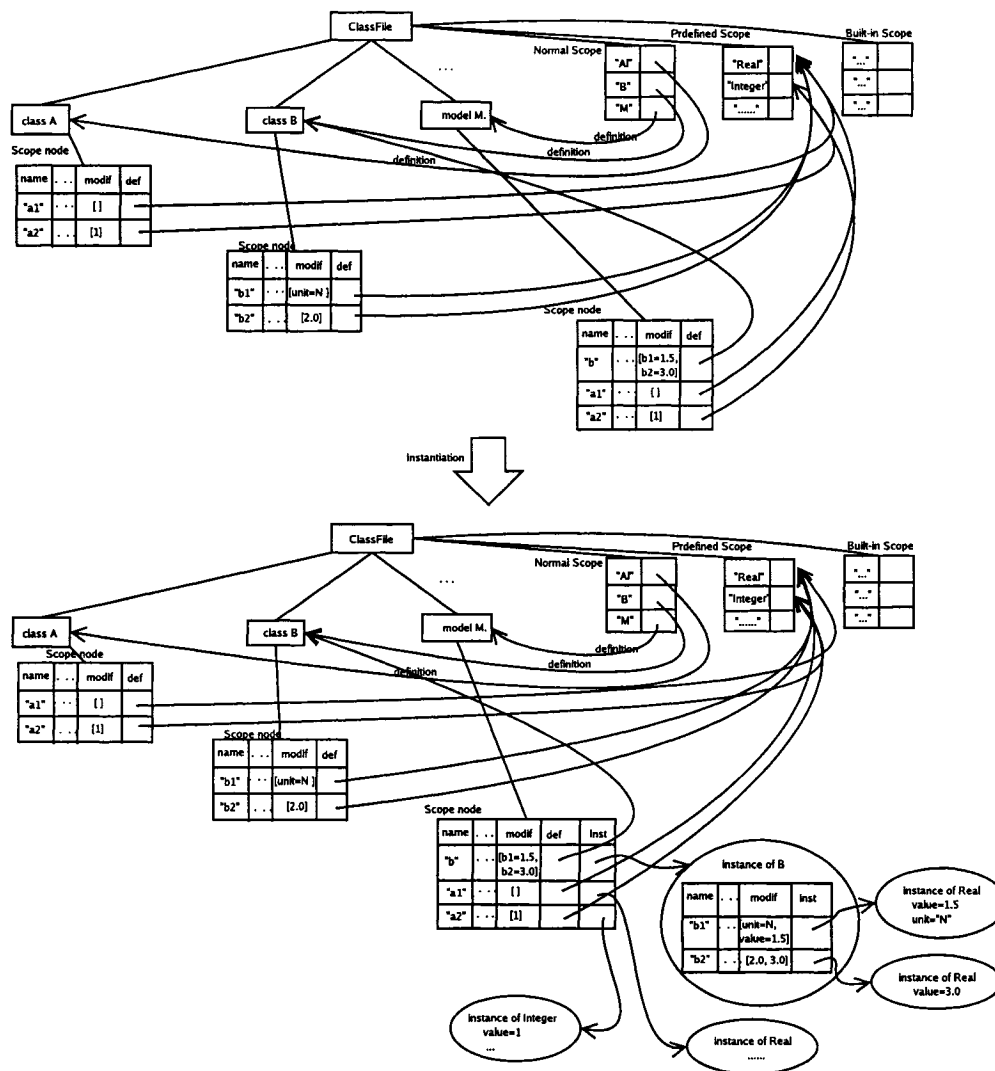 ClassFile
Normal Scope
Prdefined Scope
Built-in Scope
...
"Al"
"B"
"M"
"Real"
"Integer"
"......"
"..."
"..."
"..."
class A
class B
model M.
definition
definition
Scope node
name ... modif def
"a1" ... [ ]
"a2" ... [1]
Scope node
name ... modif def
"b1" ... [unit=N ]
"b2" ... [2.0]
Scope node
name ... modif def
"b" ... [b1=1.5,
b2=3.0]
"a1" ... [ ]
"a2" ... [1]
Instantiation
ClassFile
Normal Scope
Prdefined Scope
Built-in Scope
...
"Al"
"B"
"M"
"Real"
"Integer"
"......"
"..."
"..."
"..."
class A
class B
model M.
definition
definition
Scope node
name ... modif def
"a1" ... [ ]
"a2" ... [1]
Scope node
name ... modif def
"b1" ... [unit=N ]
"b2" ... [2.0]
Scope node
name ... modif def Inst
"b" ... [b1=1.5,
b2=3.0]
"a1" ... [ ]
"a2" ... [1]
instance of B
name ... modif inst
"b1" ... [unit=N,
value=1.5]
"b2" ... [2.0, 3.0]
instance of Real
value=1.5
unit="N"
instance of Real
value=3.0
instance of Integer
value=1
...
instance of Real
......